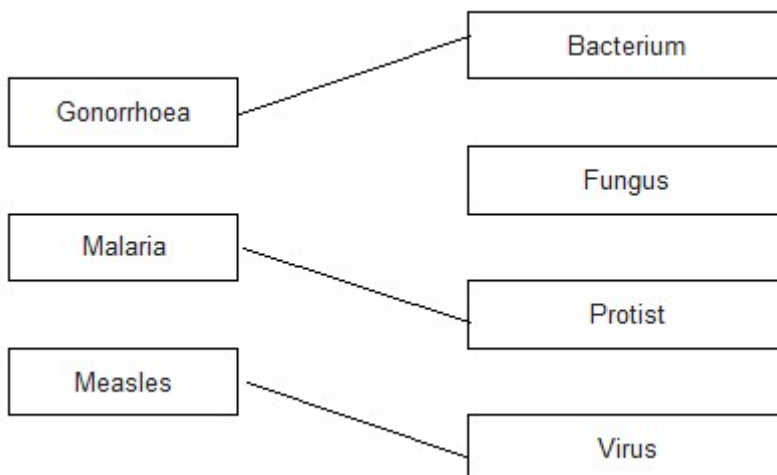 Bacterium
Gonorrhoea
Fungus
Malaria
Protist
Measles
Virus